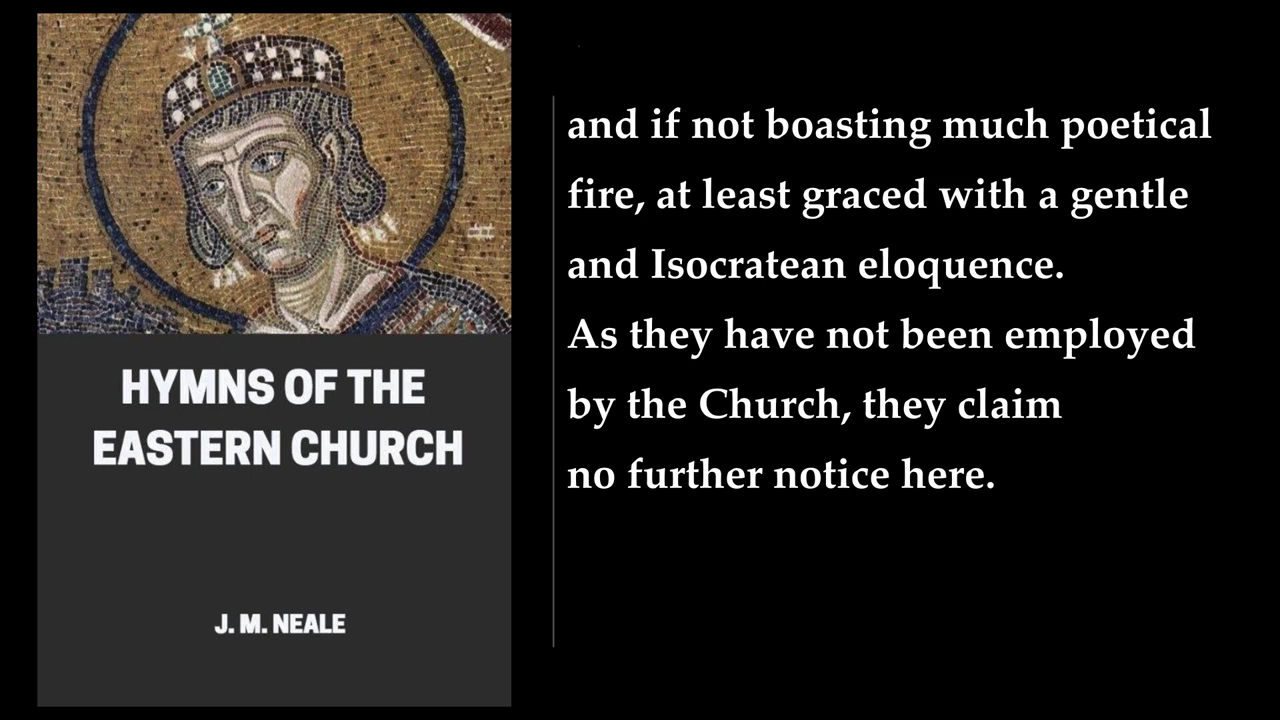 HYMNS OF THE
EASTERN CHURCH
J. M. NEALE
and if not boasting much poetical
fire, at least graced with a gentle
and Isocratean eloquence.
As they have not been employed
by the Church, they claim
no further notice here.